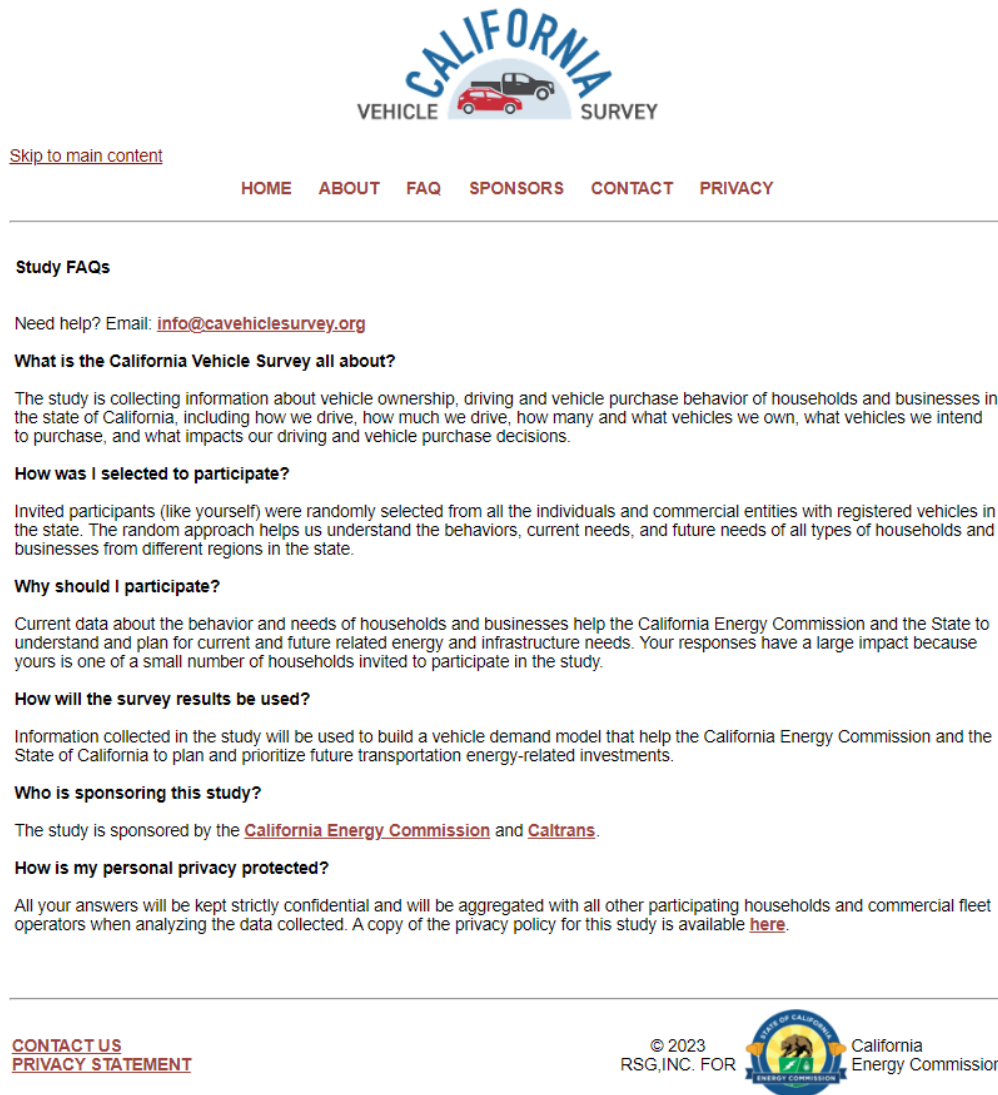 CALIFORNIA
VEHICLE SURVEY
Skip to main content
HOME ABOUT FAQ SPONSORS CONTACT PRIVACY
Study FAQs
Need help? Email: info@cavehiclesurvey.org
What is the California Vehicle Survey all about?
The study is collecting information about vehicle ownership, driving and vehicle purchase behavior of households and businesses in
the state of California, including how we drive, how much we drive, how many and what vehicles we own, what vehicles we intend
to purchase, and what impacts our driving and vehicle purchase decisions.
How was I selected to participate?
Invited participants (like yourself) were randomly selected from all the individuals and commercial entities with registered vehicles in
the state. The random approach helps us understand the behaviors, current needs, and future needs of all types of households and
businesses from different regions in the state.
Why should I participate?
Current data about the behavior and needs of households and businesses help the California Energy Commission and the State to
understand and plan for current and future related energy and infrastructure needs. Your responses have a large impact because
yours is one of a small number of households invited to participate in the study.
How will the survey results be used?
Information collected in the study will be used to build a vehicle demand model that help the California Energy Commission and the
State of California to plan and prioritize future transportation energy-related investments.
Who is sponsoring this study?
The study is sponsored by the California Energy Commission and Caltrans.
How is my personal privacy protected?
All your answers will be kept strictly confidential and will be aggregated with all other participating households and commercial fleet
operators when analyzing the data collected. A copy of the privacy policy for this study is available here.
CONTACT US
PRIVACY STATEMENT
© 2023
RSG,INC. FOR
STATE OF CALIFORNIA
ENERGY COMMISSION
California
Energy Commission